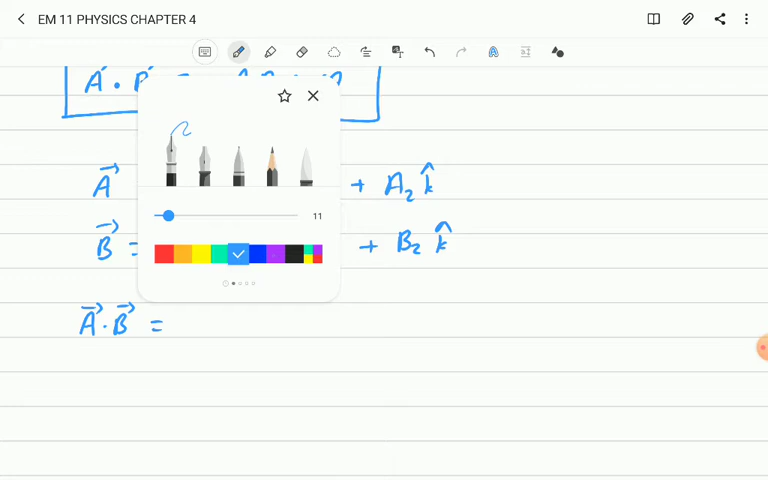 EM 11 PHYSICS CHAPTER 4
A⃗ =
+ A₂ k̂
11
B⃗ =
+ B₂ k̂
A⃗ · B⃗ =